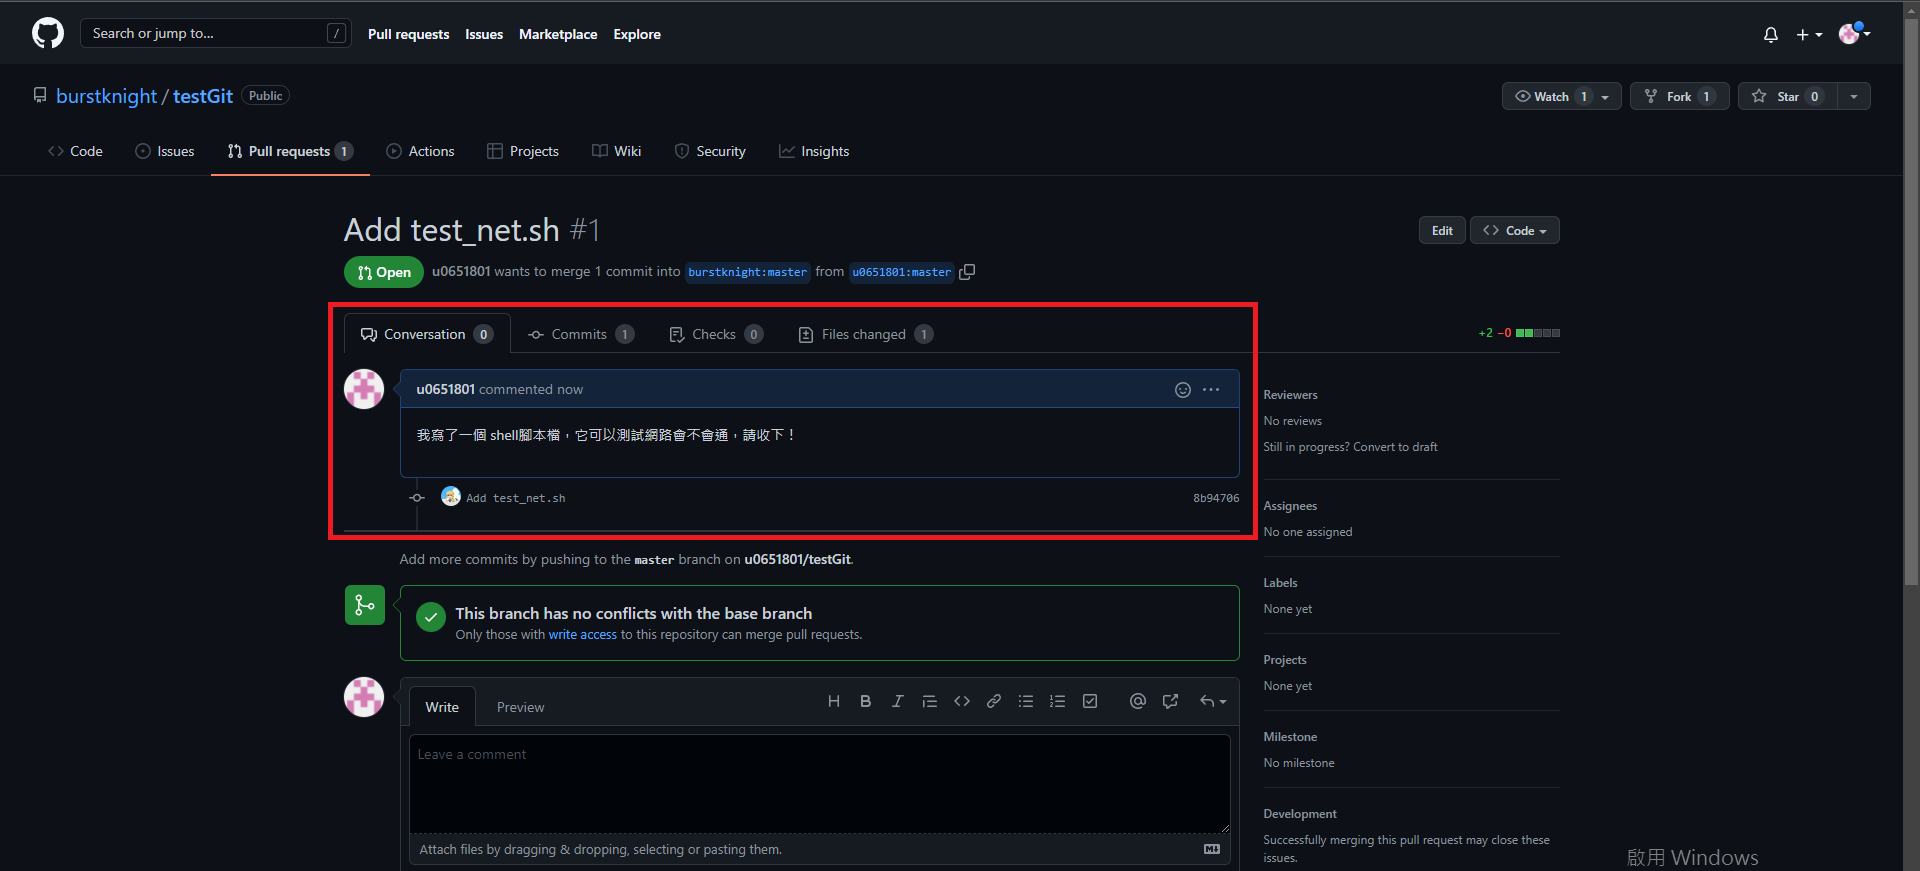 Search or jump to... /
Pull requests Issues Marketplace Explore
burstknight / testGit Public
Watch 1 Fork 1 Star 0
Code Issues Pull requests 1 Actions Projects Wiki Security Insights
Add test_net.sh #1
Edit Code
Open u0651801 wants to merge 1 commit into burstknight:master from u0651801:master
Conversation 0 Commits 1 Checks 0 Files changed 1
+2 −0
u0651801 commented now
我寫了一個 shell腳本檔，它可以測試網路會不會通，請收下！
Add test_net.sh 8b94706
Add more commits by pushing to the master branch on u0651801/testGit.
This branch has no conflicts with the base branch
Only those with write access to this repository can merge pull requests.
Write Preview
Leave a comment
Attach files by dragging & dropping, selecting or pasting them.
Reviewers
No reviews
Still in progress? Convert to draft
Assignees
No one assigned
Labels
None yet
Projects
None yet
Milestone
No milestone
Development
Successfully merging this pull request may close these
issues.
啟用 Windows